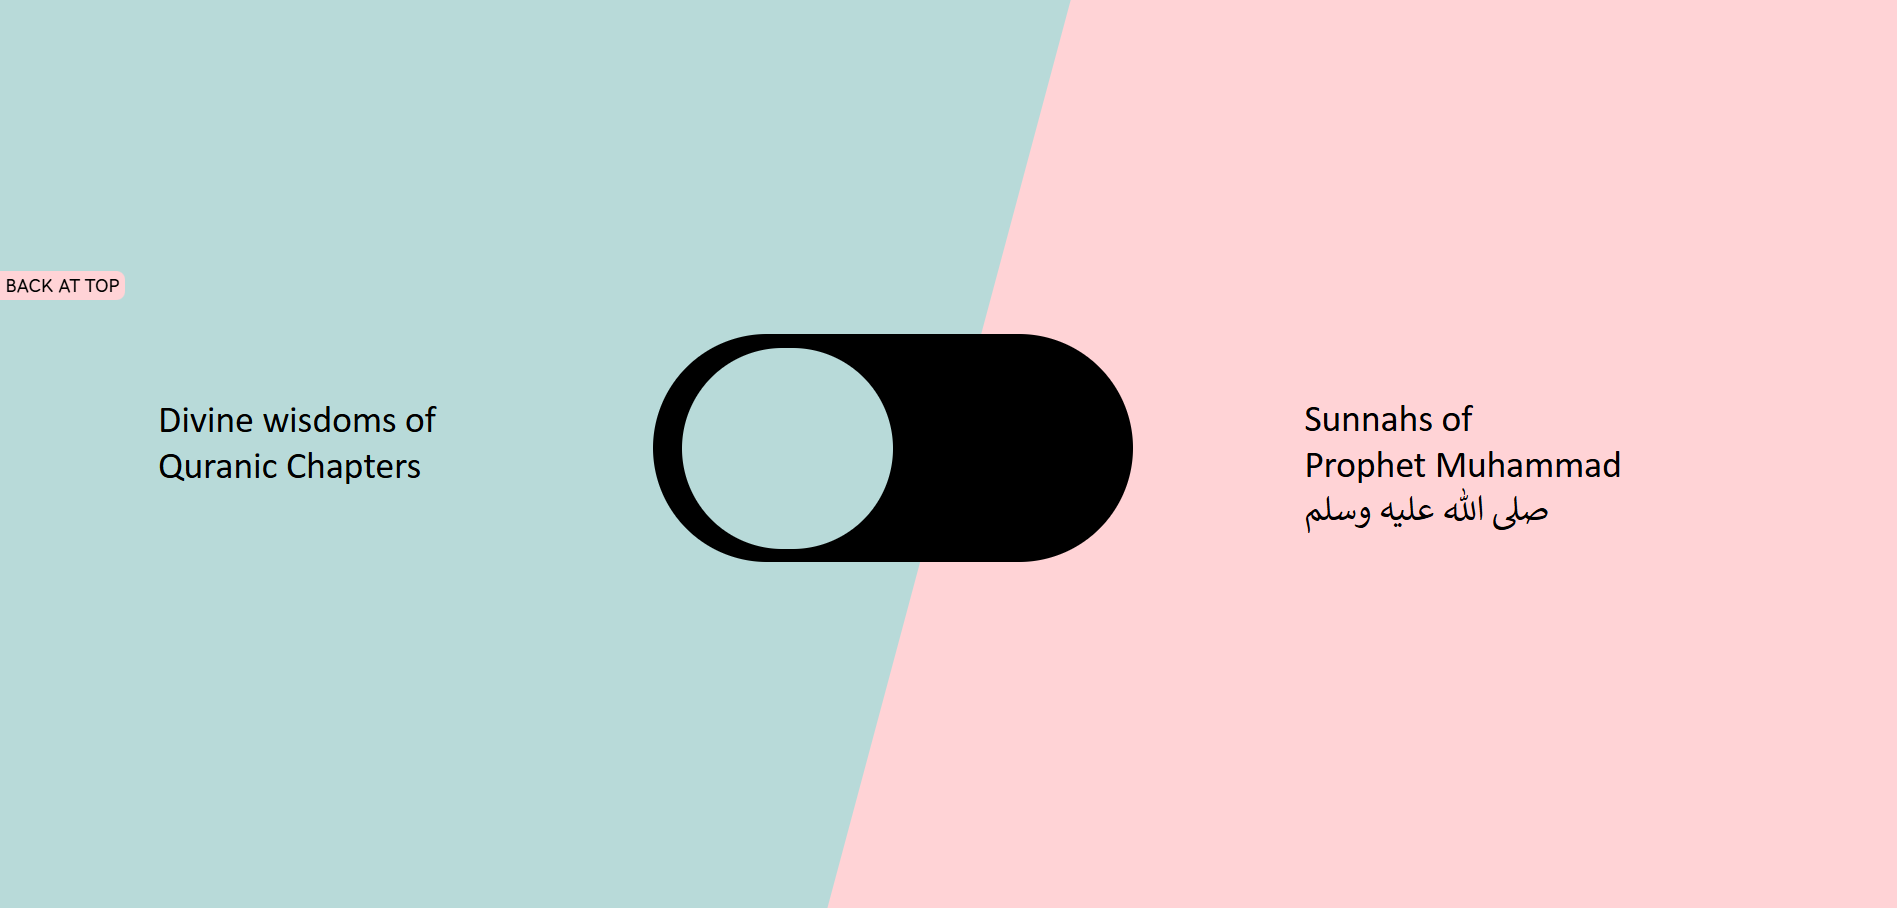 BACK AT TOP
Divine wisdoms of
Quranic Chapters
Sunnahs of
Prophet Muhammad
صلى الله عليه وسلم